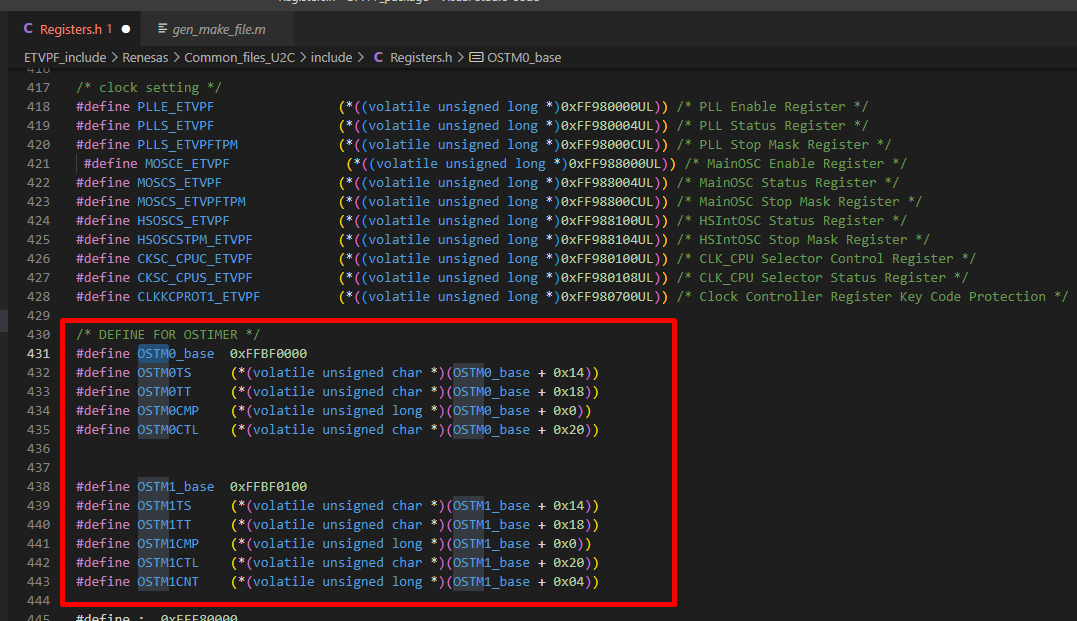 Registers.h 1 ● gen_make_file.m
ETVPF_include > Renesas > Common_files_U2C > include > C Registers.h > OSTM0_base
416
417 /* clock setting */
418 #define PLLE_ETVPF (*((volatile unsigned long *)0xFF980000UL)) /* PLL Enable Register */
419 #define PLLS_ETVPF (*((volatile unsigned long *)0xFF980004UL)) /* PLL Status Register */
420 #define PLLS_ETVPFTPM (*((volatile unsigned long *)0xFF98000CUL)) /* PLL Stop Mask Register */
421 #define MOSCE_ETVPF (*((volatile unsigned long *)0xFF988000UL)) /* MainOSC Enable Register */
422 #define MOSCS_ETVPF (*((volatile unsigned long *)0xFF988004UL)) /* MainOSC Status Register */
423 #define MOSCS_ETVPFTPM (*((volatile unsigned long *)0xFF98800CUL)) /* MainOSC Stop Mask Register */
424 #define HSOSCS_ETVPF (*((volatile unsigned long *)0xFF988100UL)) /* HSIntOSC Status Register */
425 #define HSOSCSTPM_ETVPF (*((volatile unsigned long *)0xFF988104UL)) /* HSIntOSC Stop Mask Register */
426 #define CKSC_CPUC_ETVPF (*((volatile unsigned long *)0xFF980100UL)) /* CLK_CPU Selector Control Register */
427 #define CKSC_CPUS_ETVPF (*((volatile unsigned long *)0xFF980108UL)) /* CLK_CPU Selector Status Register */
428 #define CLKKCPROT1_ETVPF (*((volatile unsigned long *)0xFF980700UL)) /* Clock Controller Register Key Code Protection */
429
430 /* DEFINE FOR OSTIMER */
431 #define OSTM0_base 0xFFBF0000
432 #define OSTM0TS (*(volatile unsigned char *)(OSTM0_base + 0x14))
433 #define OSTM0TT (*(volatile unsigned char *)(OSTM0_base + 0x18))
434 #define OSTM0CMP (*(volatile unsigned long *)(OSTM0_base + 0x0))
435 #define OSTM0CTL (*(volatile unsigned char *)(OSTM0_base + 0x20))
436
437
438 #define OSTM1_base 0xFFBF0100
439 #define OSTM1TS (*(volatile unsigned char *)(OSTM1_base + 0x14))
440 #define OSTM1TT (*(volatile unsigned char *)(OSTM1_base + 0x18))
441 #define OSTM1CMP (*(volatile unsigned long *)(OSTM1_base + 0x0))
442 #define OSTM1CTL (*(volatile unsigned char *)(OSTM1_base + 0x20))
443 #define OSTM1CNT (*(volatile unsigned long *)(OSTM1_base + 0x04))
444
445 #define